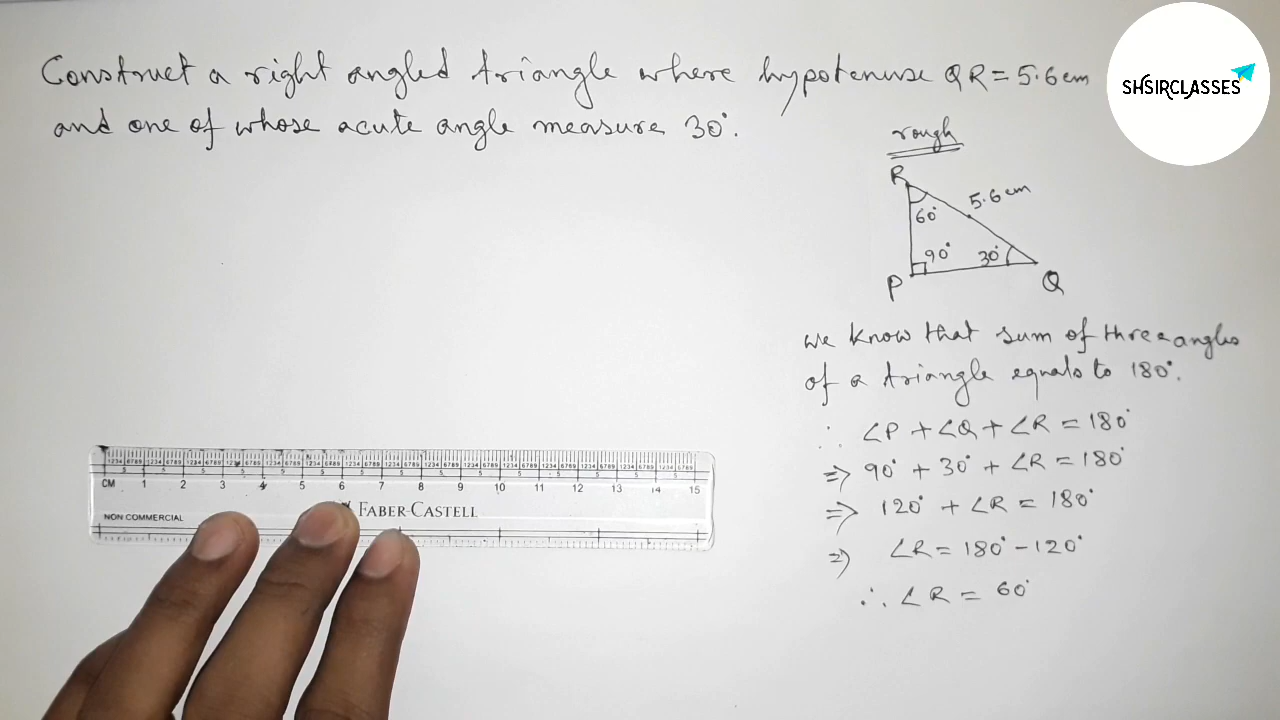 Construct a right angled triangle where hypotenuse QR = 5.6 cm
and one of whose acute angle measure 30°.
SHSIRCLASSES
rough
R
5.6 cm
60°
90°
30°
P
Q
we know that sum of three angles
of a triangle equals to 180°.
∴ ∠P + ∠Q + ∠R = 180°
⇒ 90° + 30° + ∠R = 180°
⇒ 120° + ∠R = 180°
⇒ ∠R = 180° - 120°
∴ ∠R = 60°
CM 1 2 3 4 5 6 7 8 9 10 11 12 13 14 15
FABER-CASTELL
NON COMMERCIAL